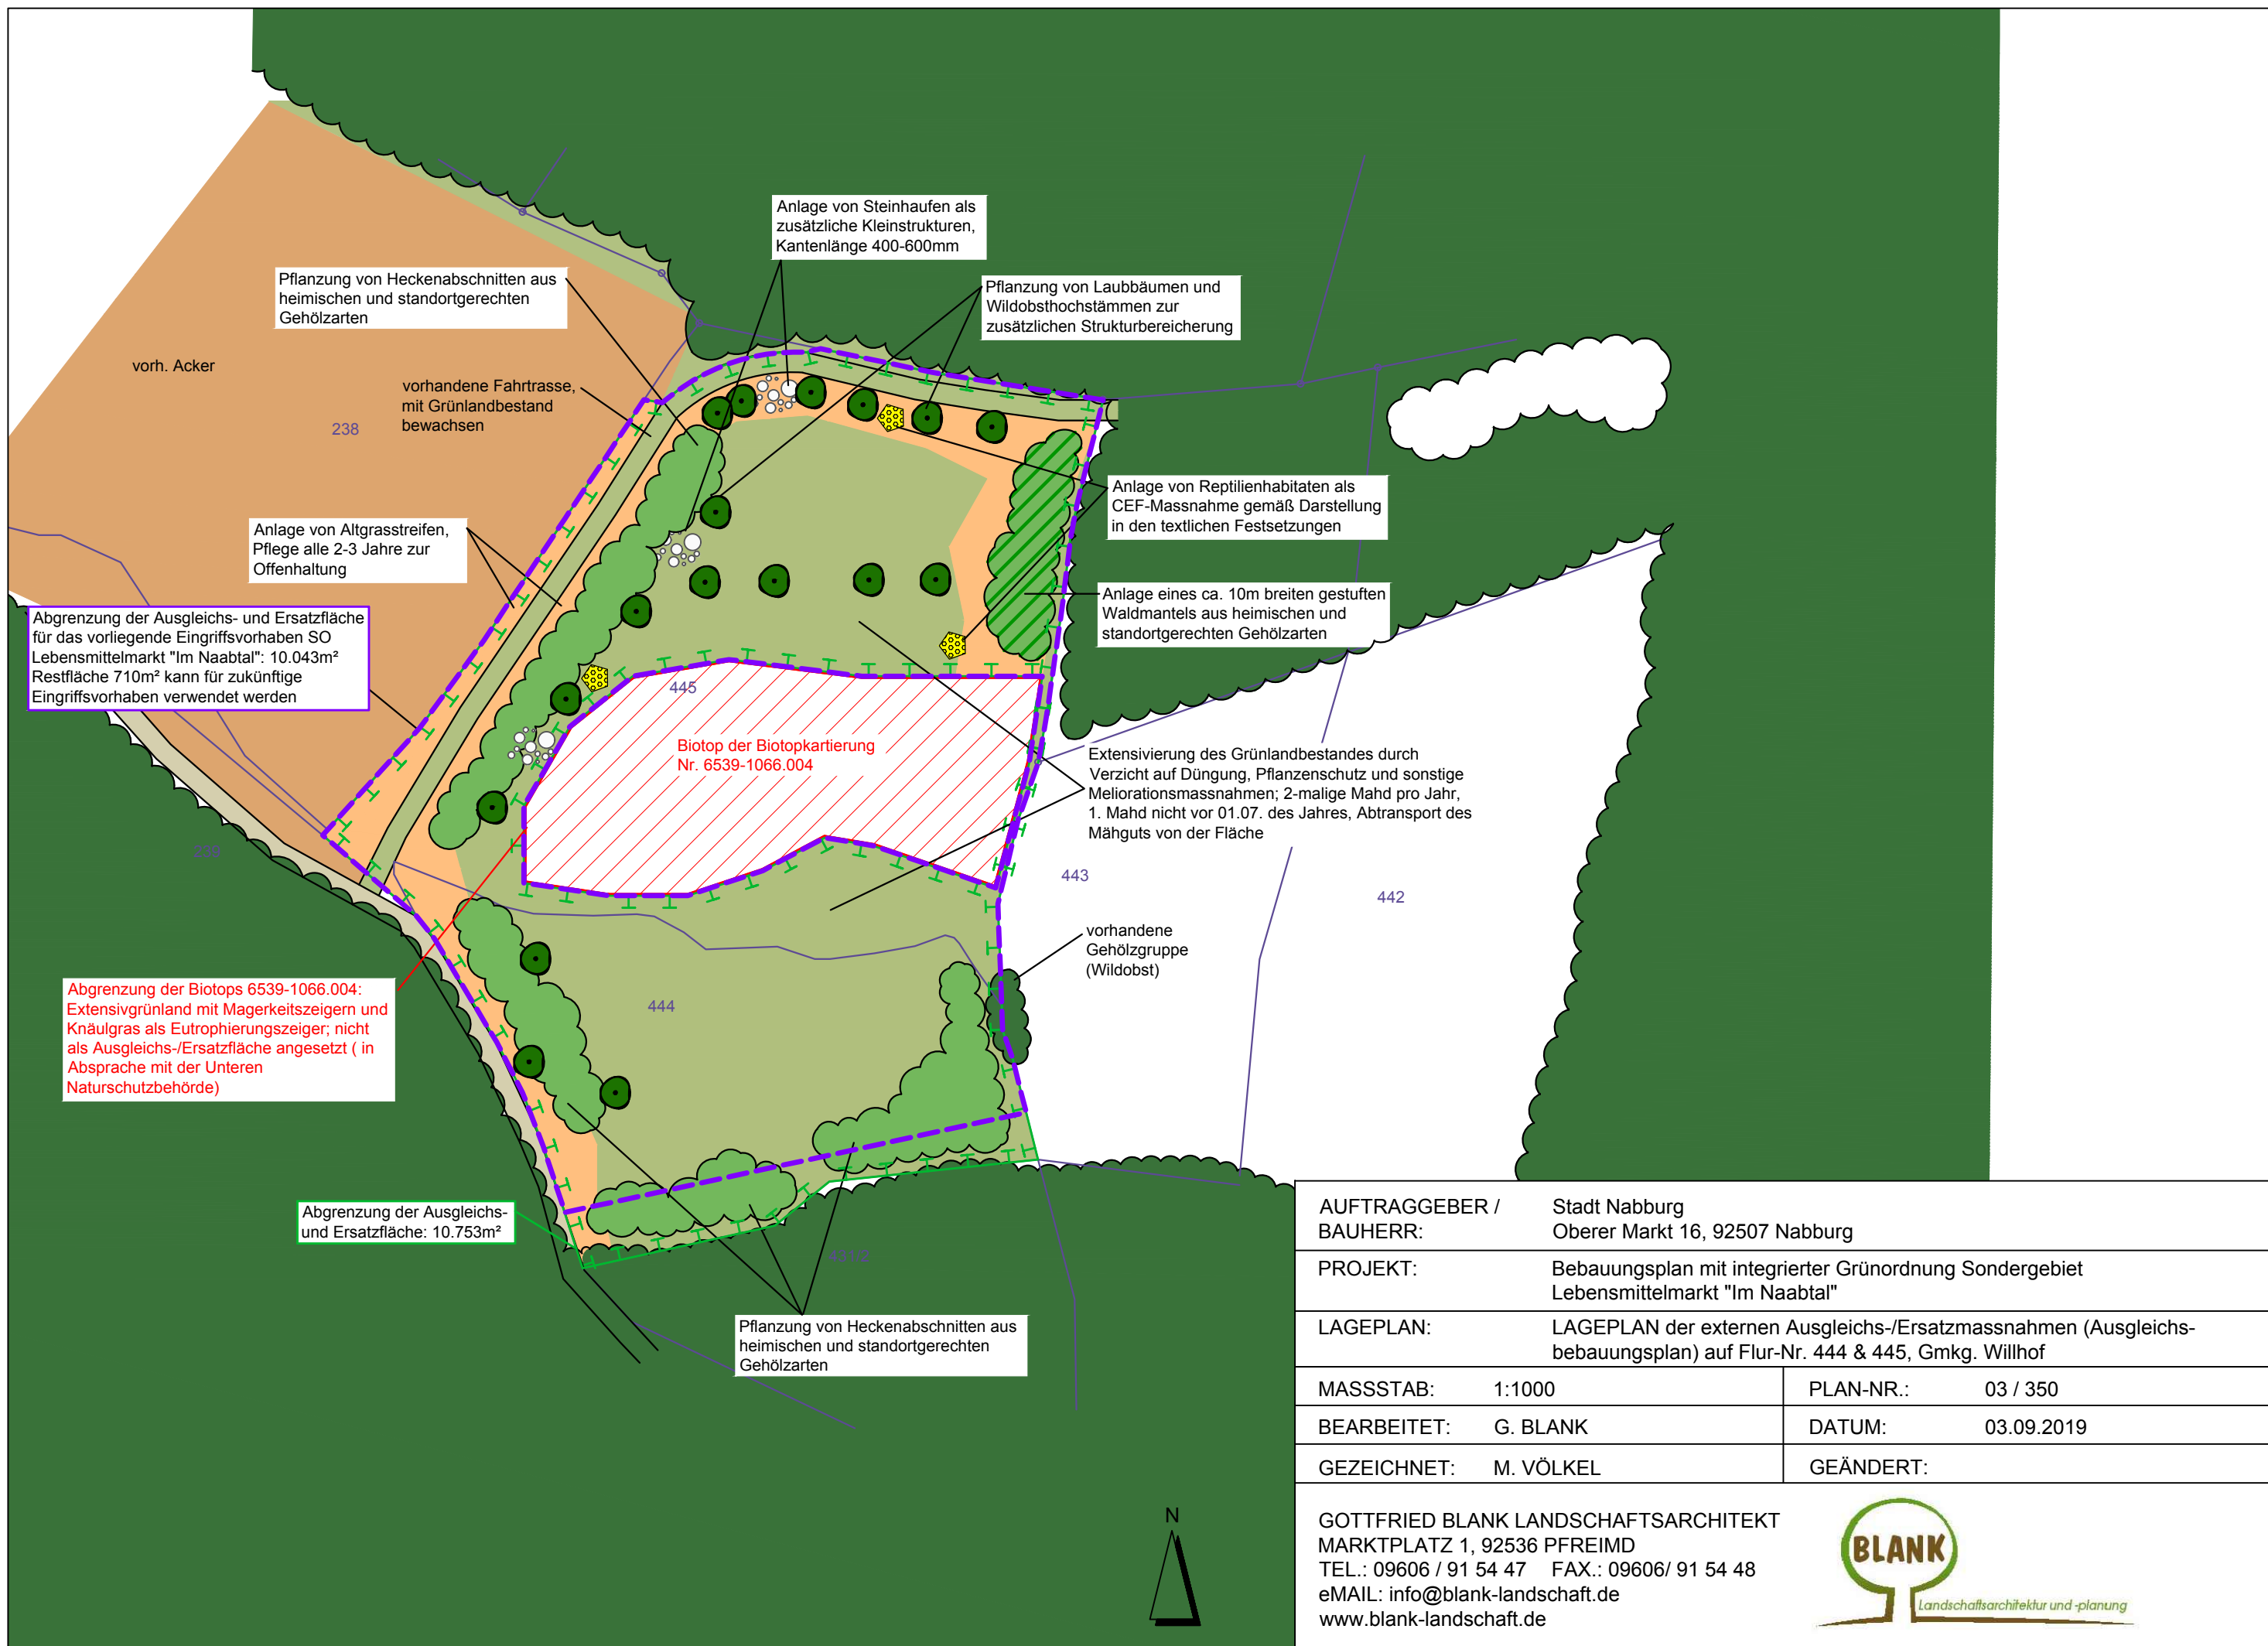 Anlage von Steinhaufen als
zusätzliche Kleinstrukturen,
Kantenlänge 400-600mm
Pflanzung von Heckenabschnitten aus
heimischen und standortgerechten
Gehölzarten
Pflanzung von Laubbäumen und
Wildobsthochstämmen zur
zusätzlichen Strukturbereicherung
vorh. Acker
vorhandene Fahrtrasse,
mit Grünlandbestand
bewachsen
238
Anlage von Reptilienhabitaten als
CEF-Massnahme gemäß Darstellung
in den textlichen Festsetzungen
Anlage von Altgrasstreifen,
Pflege alle 2-3 Jahre zur
Offenhaltung
Anlage eines ca. 10m breiten gestuften
Waldmantels aus heimischen und
standortgerechten Gehölzarten
Abgrenzung der Ausgleichs- und Ersatzfläche
für das vorliegende Eingriffsvorhaben SO
Lebensmittelmarkt "Im Naabtal": 10.043m²
Restfläche 710m² kann für zukünftige
Eingriffsvorhaben verwendet werden
445
Biotop der Biotopkartierung
Nr. 6539-1066.004
Extensivierung des Grünlandbestandes durch
Verzicht auf Düngung, Pflanzenschutz und sonstige
Meliorationsmassnahmen; 2-malige Mahd pro Jahr,
1. Mahd nicht vor 01.07. des Jahres, Abtransport des
Mähguts von der Fläche
239
443
442
vorhandene
Gehölzgruppe
(Wildobst)
Abgrenzung der Biotops 6539-1066.004:
Extensivgrünland mit Magerkeitszeigern und
Knäulgras als Eutrophierungszeiger; nicht
als Ausgleichs-/Ersatzfläche angesetzt ( in
Absprache mit der Unteren
Naturschutzbehörde)
444
Abgrenzung der Ausgleichs-
und Ersatzfläche: 10.753m²
Pflanzung von Heckenabschnitten aus
heimischen und standortgerechten
Gehölzarten
N
AUFTRAGGEBER / Stadt Nabburg
BAUHERR: Oberer Markt 16, 92507 Nabburg
PROJEKT: Bebauungsplan mit integrierter Grünordnung Sondergebiet
Lebensmittelmarkt "Im Naabtal"
LAGEPLAN: LAGEPLAN der externen Ausgleichs-/Ersatzmassnahmen (Ausgleichs-
bebauungsplan) auf Flur-Nr. 444 & 445, Gmkg. Willhof
MASSSTAB: 1:1000 PLAN-NR.: 03 / 350
BEARBEITET: G. BLANK DATUM: 03.09.2019
GEZEICHNET: M. VÖLKEL GEÄNDERT:
GOTTFRIED BLANK LANDSCHAFTSARCHITEKT
MARKTPLATZ 1, 92536 PFREIMD
TEL.: 09606 / 91 54 47 FAX.: 09606/ 91 54 48
eMAIL: info@blank-landschaft.de
www.blank-landschaft.de
BLANK
Landschaftsarchitektur und -planung